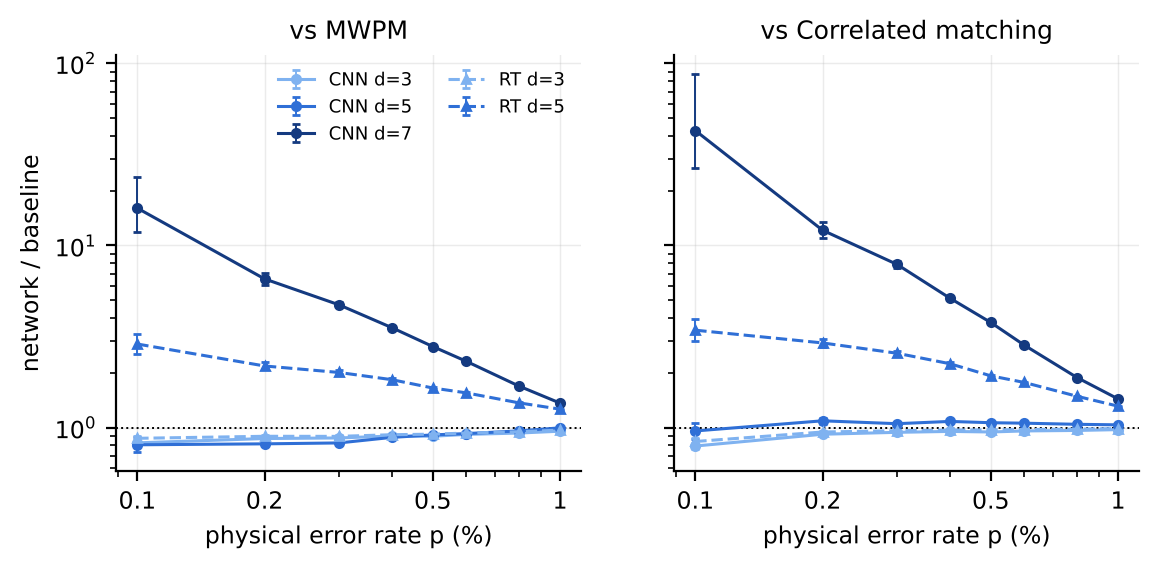 vs MWPM
vs Correlated matching
CNN d=3
CNN d=5
CNN d=7
RT d=3
RT d=5
network / baseline
10²
10¹
10⁰
0.1 0.2 0.5 1
0.1 0.2 0.5 1
physical error rate p (%)
physical error rate p (%)